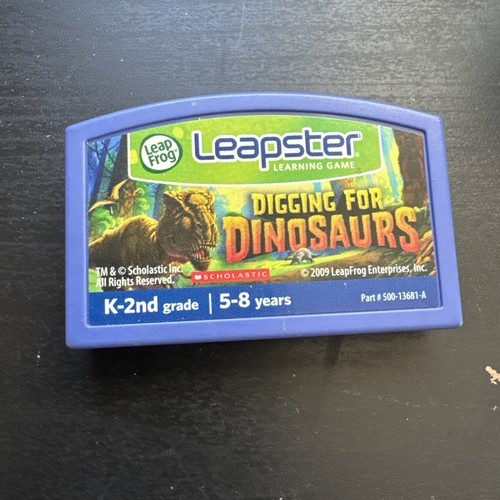 Leap
Frog
Leapster
LEARNING GAME
DIGGING FOR
DINOSAURS
TM & © Scholastic Inc.
All Rights Reserved.
SCHOLASTIC
© 2009 LeapFrog Enterprises, Inc.
K-2nd grade | 5-8 years
Part # 500-13681-A